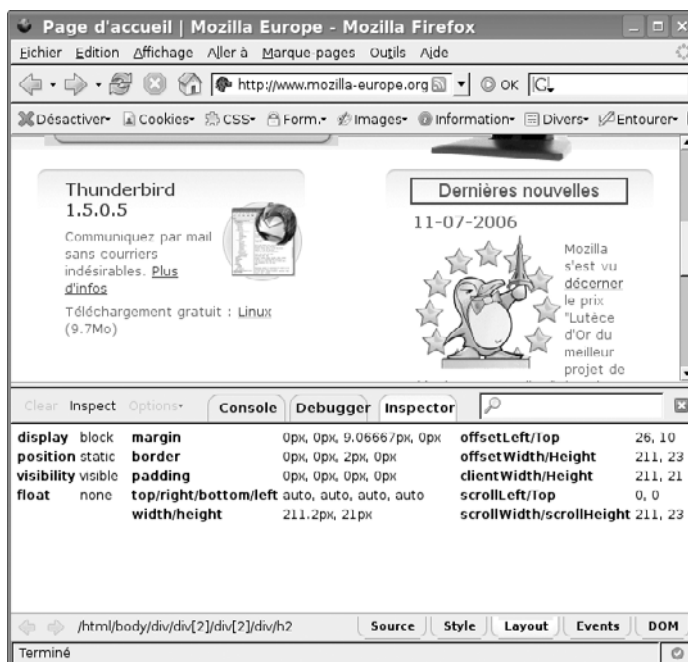 Page d'accueil | Mozilla Europe - Mozilla Firefox
Fichier Edition Affichage Aller à Marque-pages Outils Aide
http://www.mozilla-europe.org OK
Désactiver Cookies CSS Form. Images Information Divers Entourer
Thunderbird
1.5.0.5
Communiquez par mail
sans courriers
indésirables. Plus
d'infos
Téléchargement gratuit : Linux
(9.7Mo)
Dernières nouvelles
11-07-2006
Mozilla
s'est vu
décerner
le prix
"Lutèce
d'Or du
meilleur
projet de
Clear Inspect Options Console Debugger Inspector
display block margin 0px, 0px, 9.06667px, 0px offsetLeft/Top 26, 10
position static border 0px, 0px, 2px, 0px offsetWidth/Height 211, 23
visibility visible padding 0px, 0px, 0px, 0px clientWidth/Height 211, 21
float none top/right/bottom/left auto, auto, auto, auto scrollLeft/Top 0, 0
width/height 211.2px, 21px scrollWidth/scrollHeight 211, 23
/html/body/div/div[2]/div[2]/div/h2 Source Style Layout Events DOM
Terminé